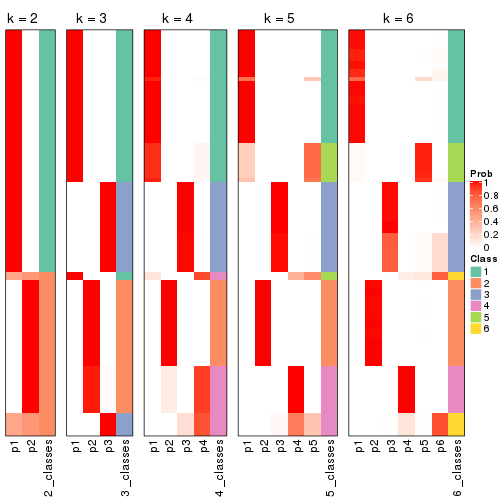 k = 2
k = 3
k = 4
k = 5
k = 6
p1
p2
2_classes
p1
p2
p3
3_classes
p1
p2
p3
p4
4_classes
p1
p2
p3
p4
p5
5_classes
p1
p2
p3
p4
p5
p6
6_classes
Prob
1
0.8
0.6
0.4
0.2
0
Class
1
2
3
4
5
6